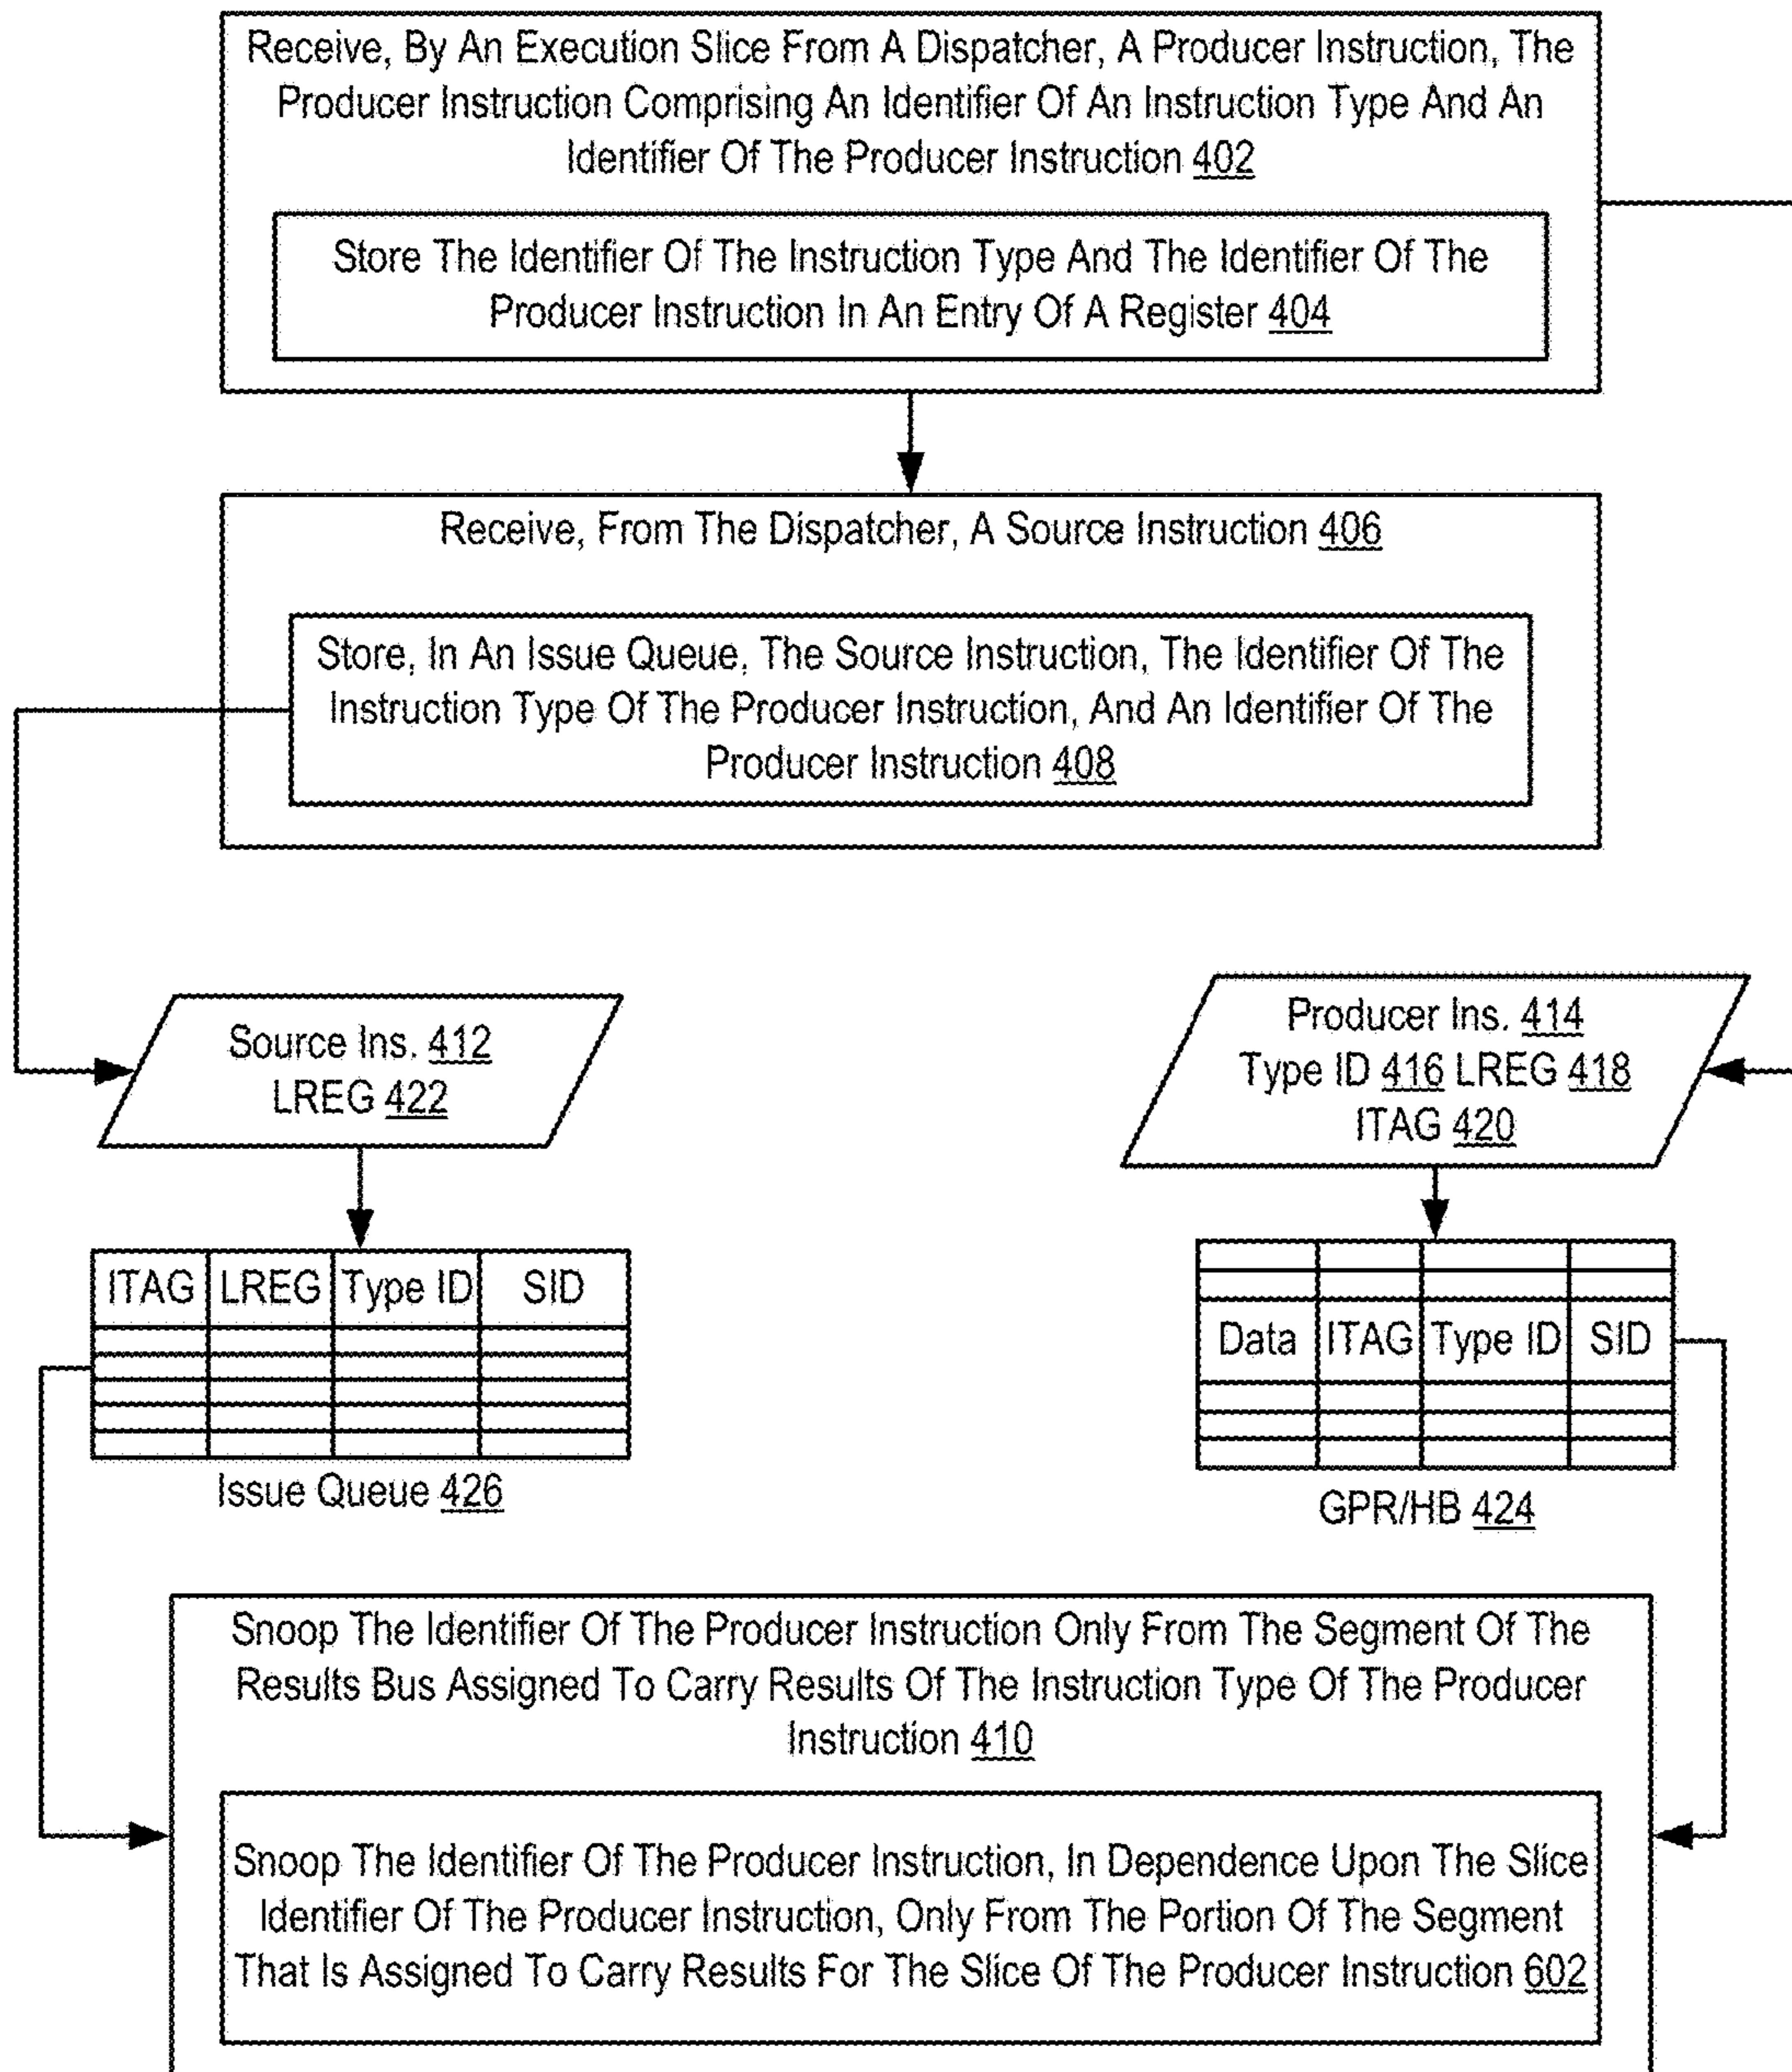 Receive, By An Execution Slice From A Dispatcher, A Producer Instruction, The
Producer Instruction Comprising An Identifier Of An Instruction Type And An
Identifier Of The Producer Instruction 402
Store The Identifier Of The Instruction Type And The Identifier Of The
Producer Instruction In An Entry Of A Register 404
Receive, From The Dispatcher, A Source Instruction 406
Store, In An Issue Queue, The Source Instruction, The Identifier Of The
Instruction Type Of The Producer Instruction, And An Identifier Of The
Producer Instruction 408
Source Ins. 412
LREG 422
Producer Ins. 414
Type ID 416 LREG 418
ITAG 420
ITAG LREG Type ID SID
Issue Queue 426
Data ITAG Type ID SID
GPR/HB 424
Snoop The Identifier Of The Producer Instruction Only From The Segment Of The
Results Bus Assigned To Carry Results Of The Instruction Type Of The Producer
Instruction 410
Snoop The Identifier Of The Producer Instruction, In Dependence Upon The Slice
Identifier Of The Producer Instruction, Only From The Portion Of The Segment
That Is Assigned To Carry Results For The Slice Of The Producer Instruction 602